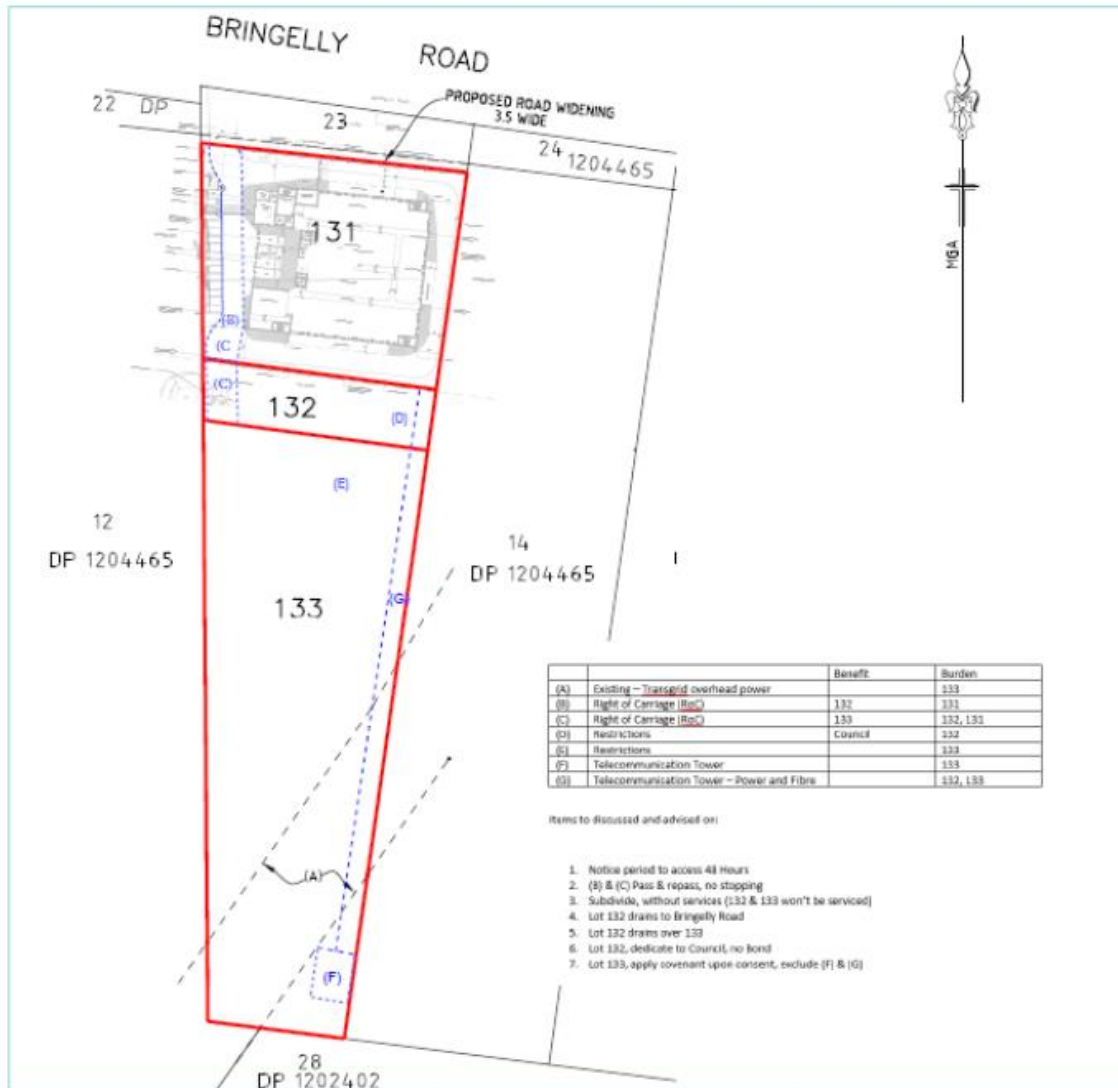 BRINGELLY ROAD
PROPOSED ROAD WIDENING
3.5 WIDE
22 DP
23
24 1204465
131
(B)
(C
(C)
132
(D)
(E)
MGA
12
DP 1204465
14
DP 1204465
133
(G)
Benefit Burden
(A) Existing – Transgrid overhead power 133
(B) Right of Carriage (RoC) 132 131
(C) Right of Carriage (RoC) 133 132, 131
(D) Restrictions Council 132
(E) Restrictions 133
(F) Telecommunication Tower 133
(G) Telecommunication Tower – Power and Fibre 132, 133
Items to discussed and advised on:
1. Notice period to access 48 Hours
2. (B) & (C) Pass & repass, no stopping
3. Subdivide, without services (132 & 133 won't be serviced)
4. Lot 132 drains to Bringelly Road
5. Lot 132 drains over 133
6. Lot 132, dedicate to Council, no Bond
7. Lot 133, apply covenant upon consent, exclude (F) & (G)
(A)
(F)
28
DP 1202402